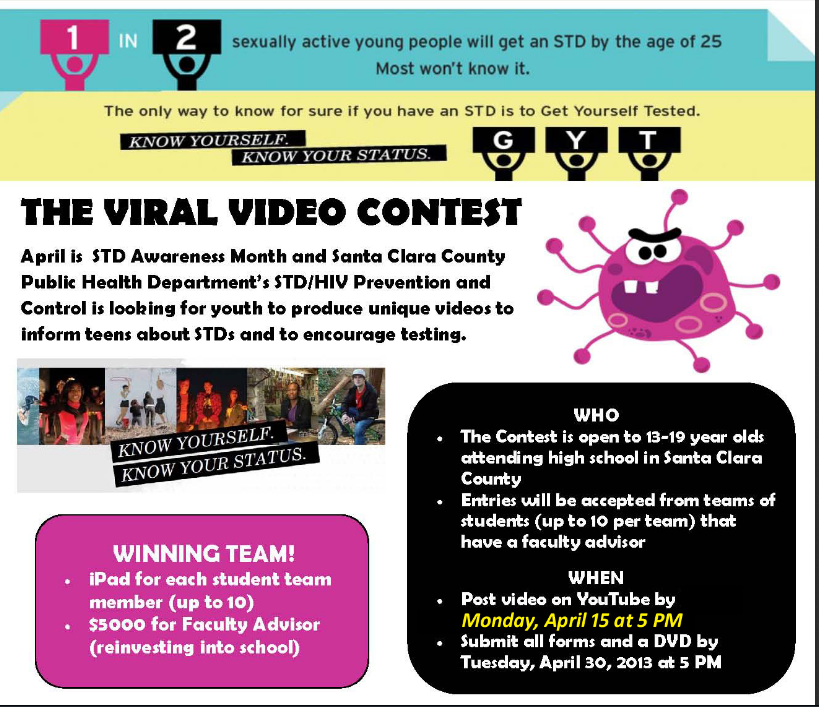 1 IN 2 sexually active young people will get an STD by the age of 25
Most won't know it.
The only way to know for sure if you have an STD is to Get Yourself Tested.
KNOW YOURSELF.
KNOW YOUR STATUS.
G Y T
THE VIRAL VIDEO CONTEST
April is STD Awareness Month and Santa Clara County
Public Health Department's STD/HIV Prevention and
Control is looking for youth to produce unique videos to
inform teens about STDs and to encourage testing.
KNOW YOURSELF.
KNOW YOUR STATUS.
WINNING TEAM!
• iPad for each student team
member (up to 10)
• $5000 for Faculty Advisor
(reinvesting into school)
WHO
• The Contest is open to 13-19 year olds
attending high school in Santa Clara
County
• Entries will be accepted from teams of
students (up to 10 per team) that
have a faculty advisor
WHEN
• Post video on YouTube by
Monday, April 15 at 5 PM
• Submit all forms and a DVD by
Tuesday, April 30, 2013 at 5 PM